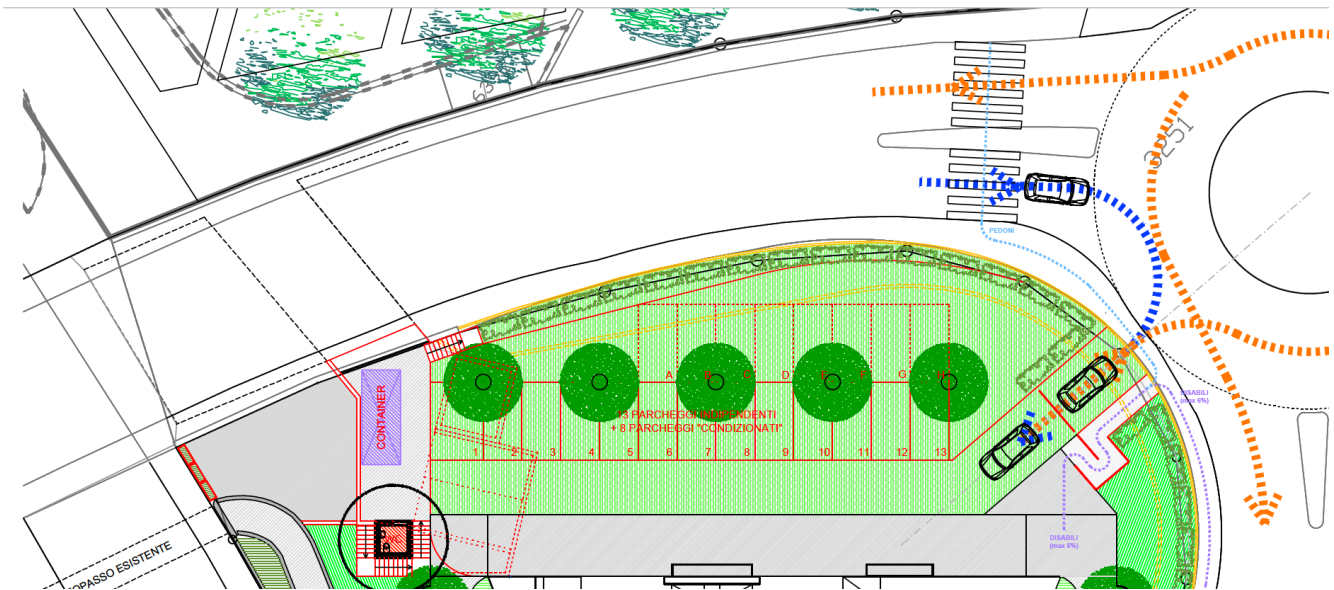 3251
PEDONI
CONTAINER
A B C D E F G H
13 PARCHEGGI INDIPENDENTI
+ 8 PARCHEGGI "CONDIZIONATI"
1 2 3 4 5 6 7 8 9 10 11 12 13
DISABILI
(max 6%)
WC
DISABILI
(max 6%)
OPASSO ESISTENTE